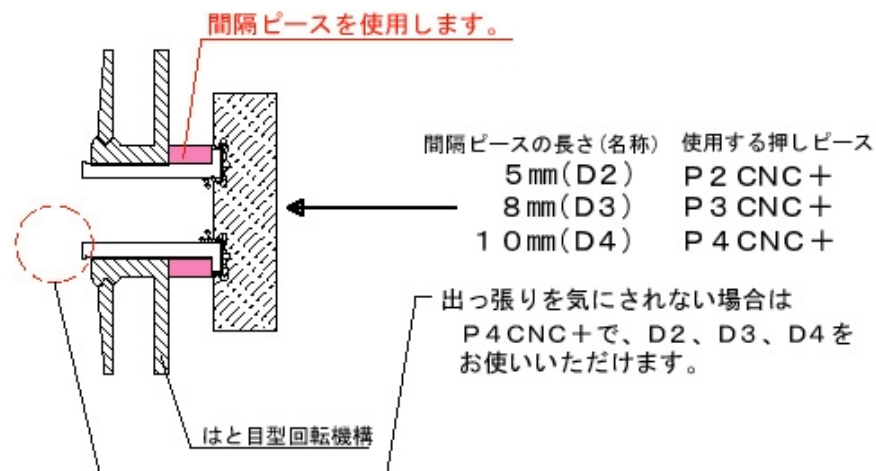 間隔ピースを使用します。
間隔ピースの長さ(名称) 使用する押しピース
5㎜(D2) P2CNC+
8㎜(D3) P3CNC+
10㎜(D4) P4CNC+
出っ張りを気にされない場合は
P4CNC+で、D2、D3、D4を
お使いいただけます。
はと目型回転機構